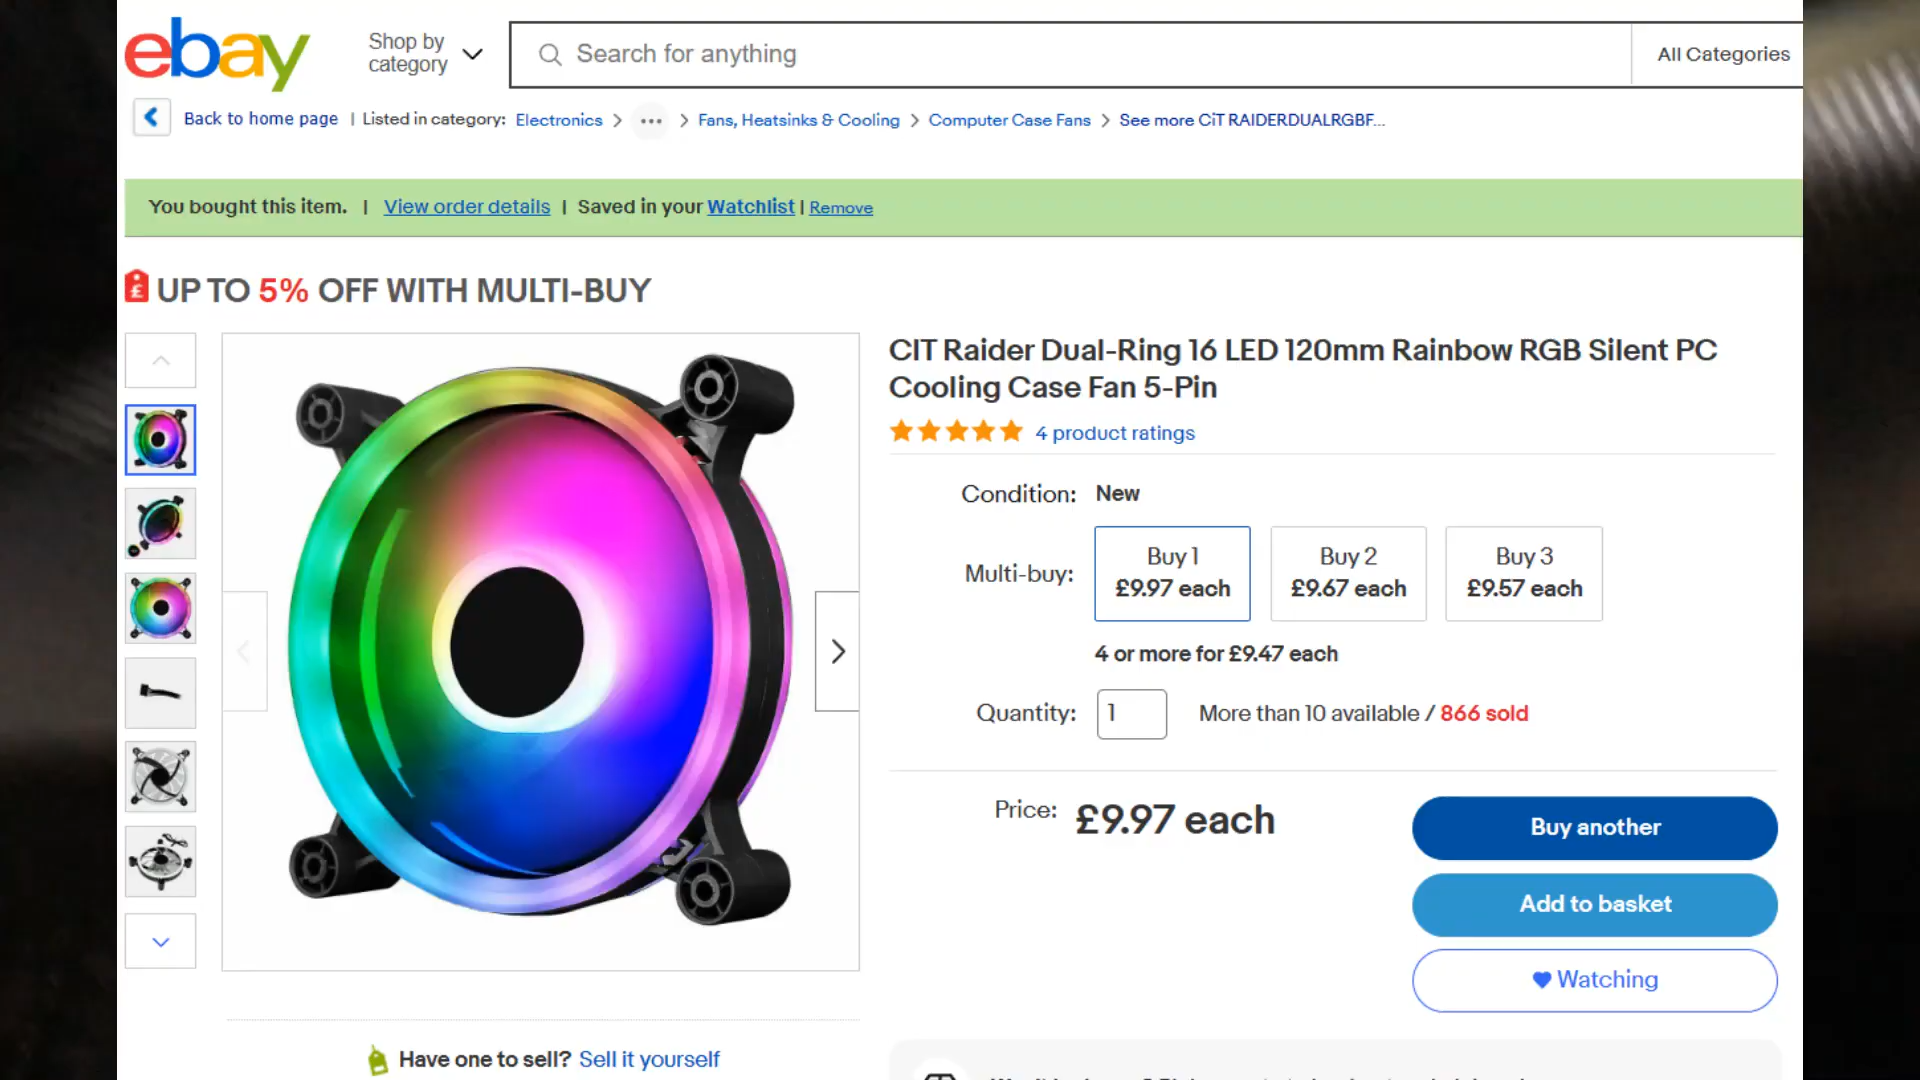 ebay
Shop by
category
Search for anything
All Categories
Back to home page | Listed in category: Electronics > ... > Fans, Heatsinks & Cooling > Computer Case Fans > See more CiT RAIDERDUALRGBF...
You bought this item. | View order details | Saved in your Watchlist | Remove
£ UP TO 5% OFF WITH MULTI-BUY
CIT Raider Dual-Ring 16 LED 120mm Rainbow RGB Silent PC
Cooling Case Fan 5-Pin
4 product ratings
Condition: New
Multi-buy:
Buy 1
£9.97 each
Buy 2
£9.67 each
Buy 3
£9.57 each
4 or more for £9.47 each
Quantity: 1 More than 10 available / 866 sold
Price: £9.97 each
Buy another
Add to basket
Watching
Have one to sell? Sell it yourself